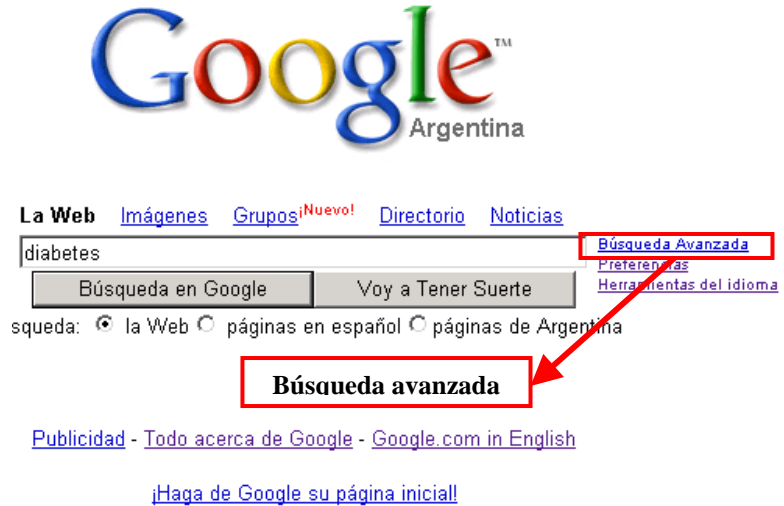 Google™
Argentina
La Web Imágenes Grupos¡Nuevo! Directorio Noticias
diabetes
Búsqueda Avanzada
Preferencias
Herramientas del idioma
Búsqueda en Google Voy a Tener Suerte
squeda: la Web páginas en español páginas de Argentina
Búsqueda avanzada
Publicidad - Todo acerca de Google - Google.com in English
¡Haga de Google su página inicial!